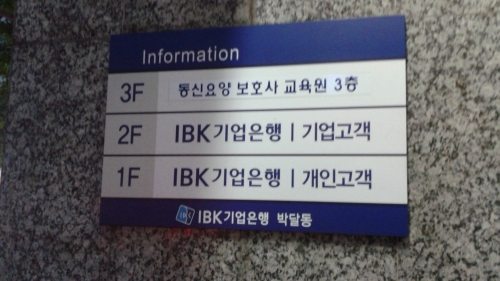 Information
3F 동신요양 보호사 교육원 3층
2F IBK기업은행 | 기업고객
1F IBK기업은행 | 개인고객
IBK기업은행 박달동